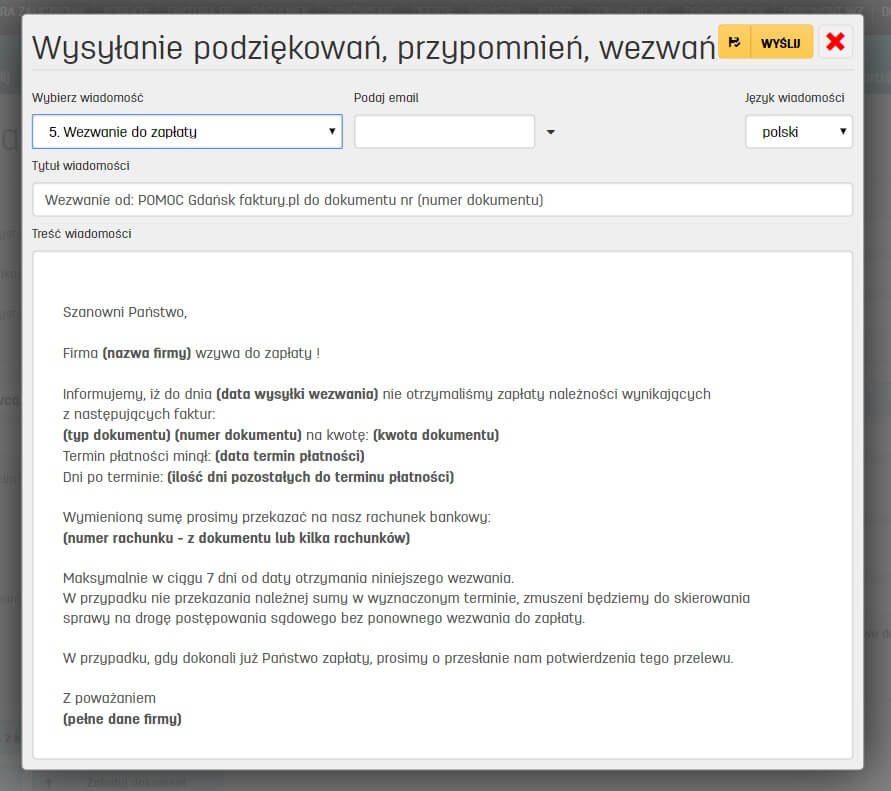 Wysyłanie podziękowań, przypomnień, wezwań
WYŚLIJ
Wybierz wiadomość
Podaj email
Język wiadomości
5. Wezwanie do zapłaty
polski
Tytuł wiadomości
Wezwanie od: POMOC Gdańsk faktury.pl do dokumentu nr (numer dokumentu)
Treść wiadomości
Szanowni Państwo,
Firma (nazwa firmy) wzywa do zapłaty !
Informujemy, iż do dnia (data wysyłki wezwania) nie otrzymaliśmy zapłaty należności wynikających
z następujących faktur:
(typ dokumentu) (numer dokumentu) na kwotę: (kwota dokumentu)
Termin płatności minął: (data termin płatności)
Dni po terminie: (ilość dni pozostałych do terminu płatności)
Wymienioną sumę prosimy przekazać na nasz rachunek bankowy:
(numer rachunku - z dokumentu lub kilka rachunków)
Maksymalnie w ciągu 7 dni od daty otrzymania niniejszego wezwania.
W przypadku nie przekazania należnej sumy w wyznaczonym terminie, zmuszeni będziemy do skierowania
sprawy na drogę postępowania sądowego bez ponownego wezwania do zapłaty.
W przypadku, gdy dokonali już Państwo zapłaty, prosimy o przesłanie nam potwierdzenia tego przelewu.
Z poważaniem
(pełne dane firmy)